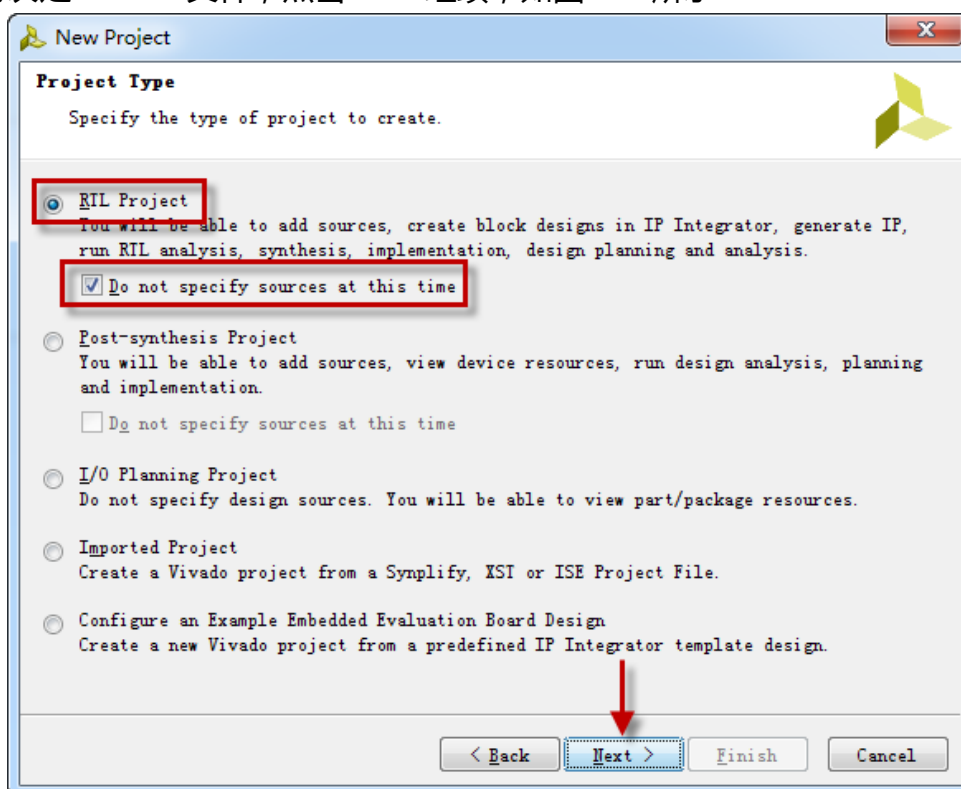 New Project
Project Type
Specify the type of project to create.
RTL Project
You will be able to add sources, create block designs in IP Integrator, generate IP,
run RTL analysis, synthesis, implementation, design planning and analysis.
Do not specify sources at this time
Post-synthesis Project
You will be able to add sources, view device resources, run design analysis, planning
and implementation.
Do not specify sources at this time
I/O Planning Project
Do not specify design sources. You will be able to view part/package resources.
Imported Project
Create a Vivado project from a Synplify, XST or ISE Project File.
Configure an Example Embedded Evaluation Board Design
Create a new Vivado project from a predefined IP Integrator template design.
< Back
Next >
Finish
Cancel